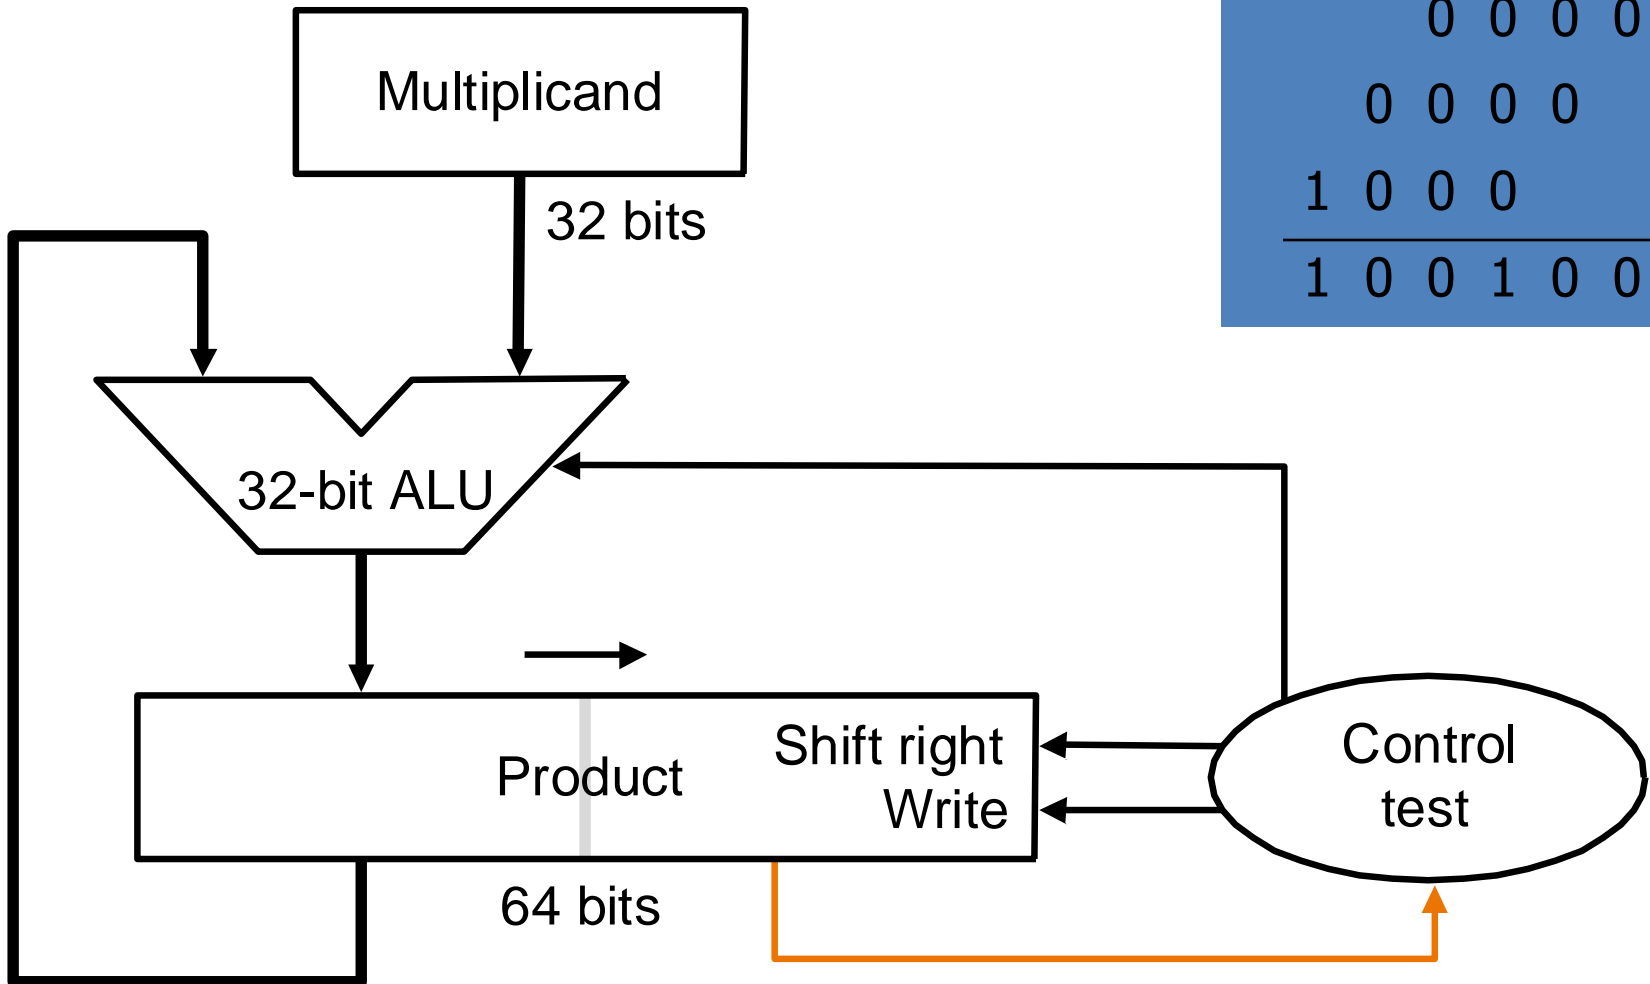 Multiplicand
32 bits
0 0 0 0
0 0 0 0
1 0 0 0
1 0 0 1 0 0
32-bit ALU
Product
Shift right
Write
64 bits
Control
test